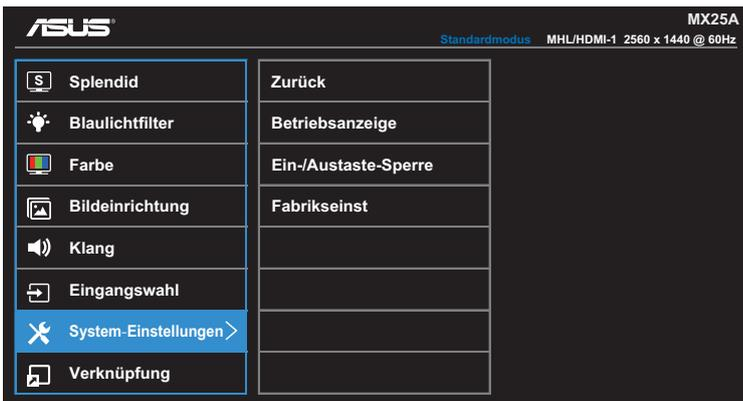 ASUS
MX25A
Standardmodus MHL/HDMI-1 2560 x 1440 @ 60Hz
S Splendid
Blaulichtfilter
Farbe
Bildeinrichtung
Klang
Eingangswahl
System-Einstellungen
Verknüpfung
Zurück
Betriebsanzeige
Ein-/Austaste-Sperre
Fabrikseinst